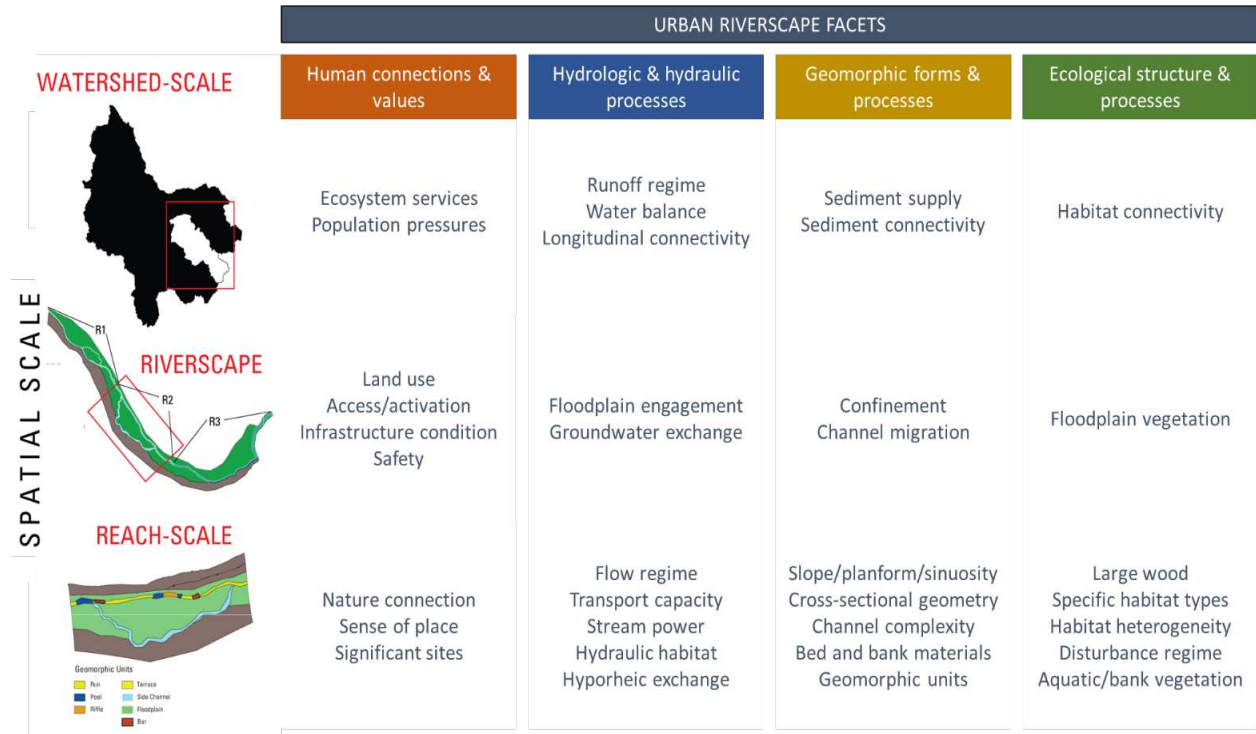 URBAN RIVERSCAPE FACETS
WATERSHED-SCALE
Human connections &
values
Hydrologic & hydraulic
processes
Geomorphic forms &
processes
Ecological structure &
processes
Ecosystem services
Population pressures
Runoff regime
Water balance
Longitudinal connectivity
Sediment supply
Sediment connectivity
Habitat connectivity
SPATIAL SCALE
R1
RIVERSCAPE
R2
R3
Land use
Access/activation
Infrastructure condition
Safety
Floodplain engagement
Groundwater exchange
Confinement
Channel migration
Floodplain vegetation
REACH-SCALE
Nature connection
Sense of place
Significant sites
Flow regime
Transport capacity
Stream power
Hydraulic habitat
Hyporheic exchange
Slope/planform/sinuosity
Cross-sectional geometry
Channel complexity
Bed and bank materials
Geomorphic units
Large wood
Specific habitat types
Habitat heterogeneity
Disturbance regime
Aquatic/bank vegetation
Geomorphic Units
Run
Pool
Riffle
Terrace
Side Channel
Floodplain
Bar